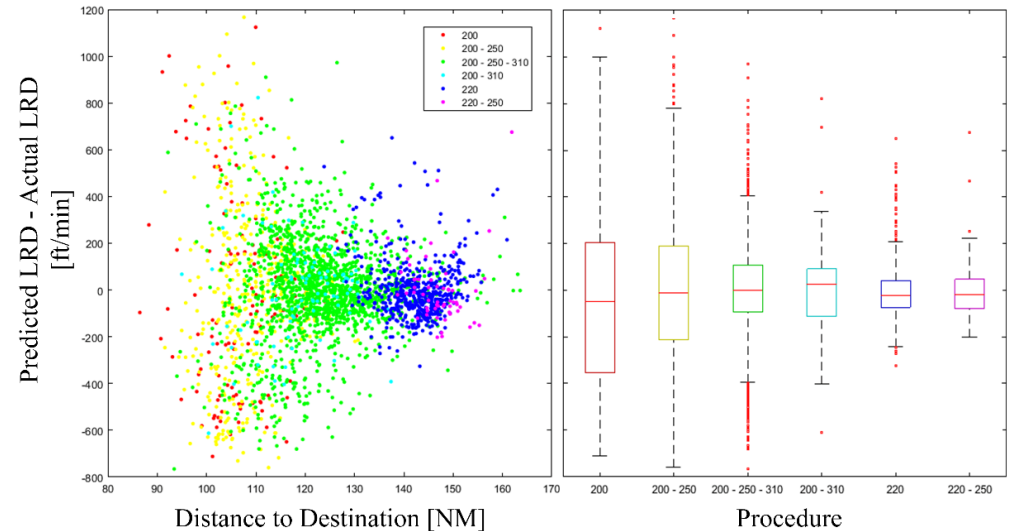 1200
1000
800
600
400
200
0
-200
-400
-600
-800
Predicted LRD - Actual LRD
[ft/min]
200
200 - 250
200 - 250 - 310
200 - 310
220
220 - 250
80 90 100 110 120 130 140 150 160 170
Distance to Destination [NM]
200 200 - 250 200 - 250 - 310 200 - 310 220 220 - 250
Procedure